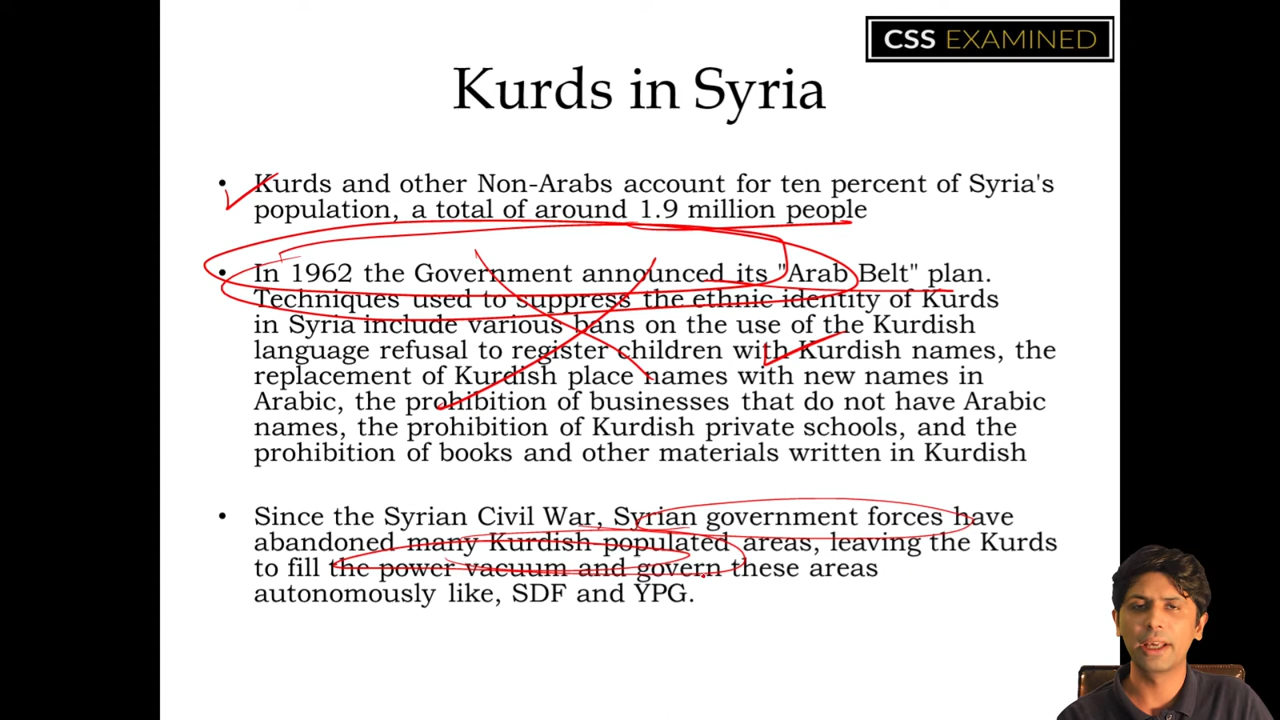 CSS EXAMINED
Kurds in Syria
• Kurds and other Non-Arabs account for ten percent of Syria's
population, a total of around 1.9 million people
• In 1962 the Government announced its "Arab Belt" plan.
Techniques used to suppress the ethnic identity of Kurds
in Syria include various bans on the use of the Kurdish
language refusal to register children with Kurdish names, the
replacement of Kurdish place names with new names in
Arabic, the prohibition of businesses that do not have Arabic
names, the prohibition of Kurdish private schools, and the
prohibition of books and other materials written in Kurdish
• Since the Syrian Civil War, Syrian government forces have
abandoned many Kurdish populated areas, leaving the Kurds
to fill the power vacuum and govern these areas
autonomously like, SDF and YPG.